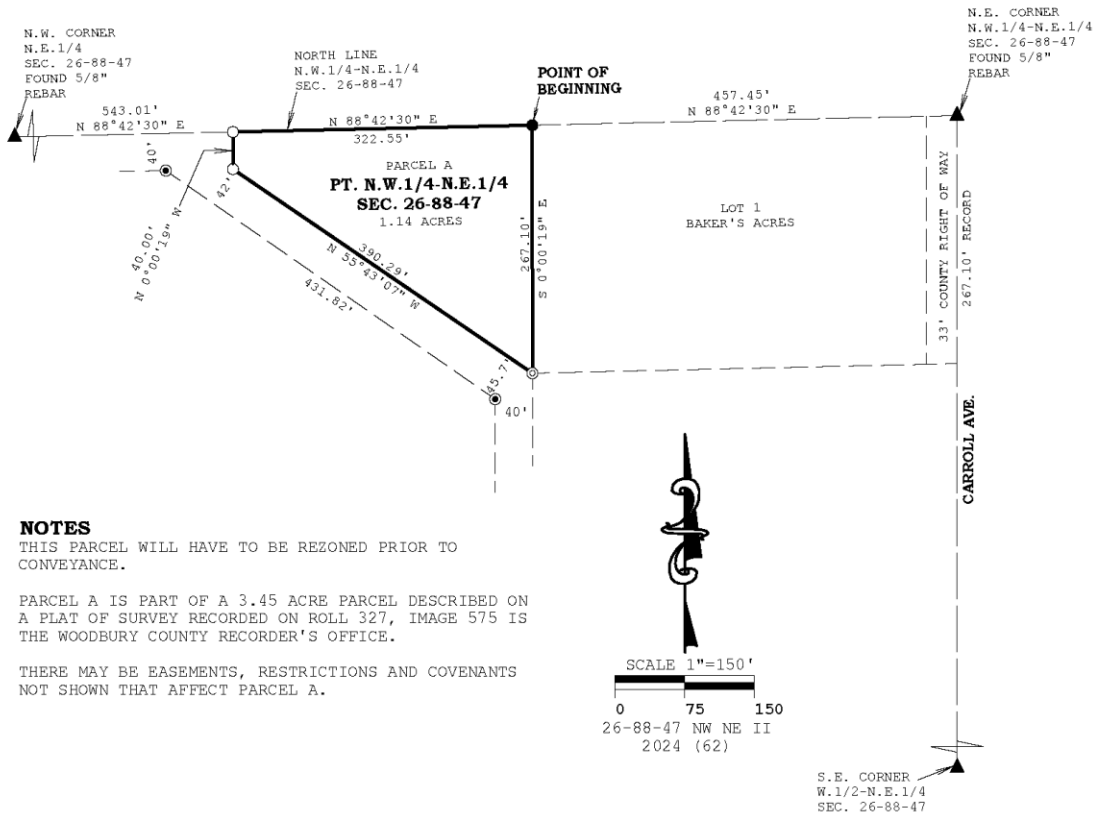 N.W. CORNER
N.E.1/4
SEC. 26-88-47
FOUND 5/8"
REBAR
NORTH LINE
N.W.1/4-N.E.1/4
SEC. 26-88-47
POINT OF
BEGINNING
N.E. CORNER
N.W.1/4-N.E.1/4
SEC. 26-88-47
FOUND 5/8"
REBAR
543.01'
N 88°42'30" E
N 88°42'30" E
322.55'
457.45'
N 88°42'30" E
40'
42'
40.00'
N 0°00'19" W
PARCEL A
PT. N.W.1/4-N.E.1/4
SEC. 26-88-47
1.14 ACRES
390.29'
N 55°43'07" W
431.82'
267.10'
S 0°00'19" E
LOT 1
BAKER'S ACRES
33' COUNTY RIGHT OF WAY
267.10' RECORD
45.7'
40'
CARROLL AVE.
NOTES
THIS PARCEL WILL HAVE TO BE REZONED PRIOR TO
CONVEYANCE.
PARCEL A IS PART OF A 3.45 ACRE PARCEL DESCRIBED ON
A PLAT OF SURVEY RECORDED ON ROLL 327, IMAGE 575 IS
THE WOODBURY COUNTY RECORDER'S OFFICE.
THERE MAY BE EASEMENTS, RESTRICTIONS AND COVENANTS
NOT SHOWN THAT AFFECT PARCEL A.
SCALE 1"=150'
0 75 150
26-88-47 NW NE II
2024 (62)
S.E. CORNER
W.1/2-N.E.1/4
SEC. 26-88-47